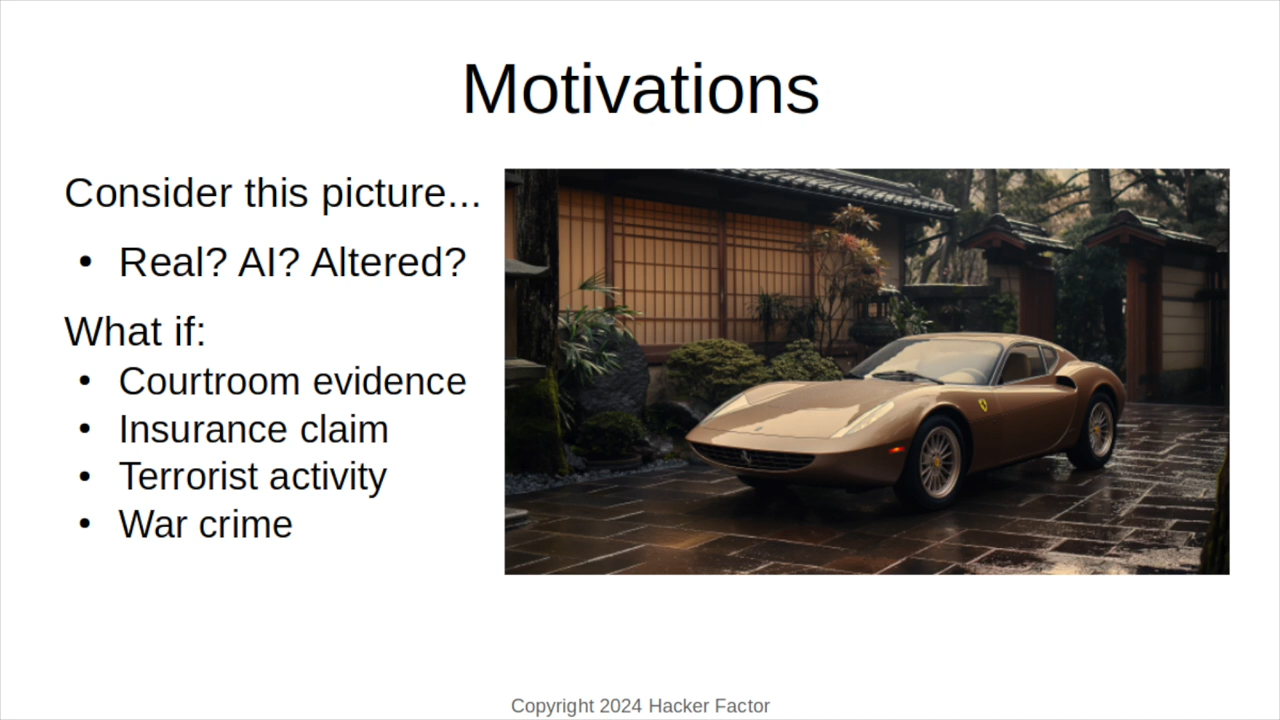 Motivations
Consider this picture...
• Real? AI? Altered?
What if:
• Courtroom evidence
• Insurance claim
• Terrorist activity
• War crime
Copyright 2024 Hacker Factor